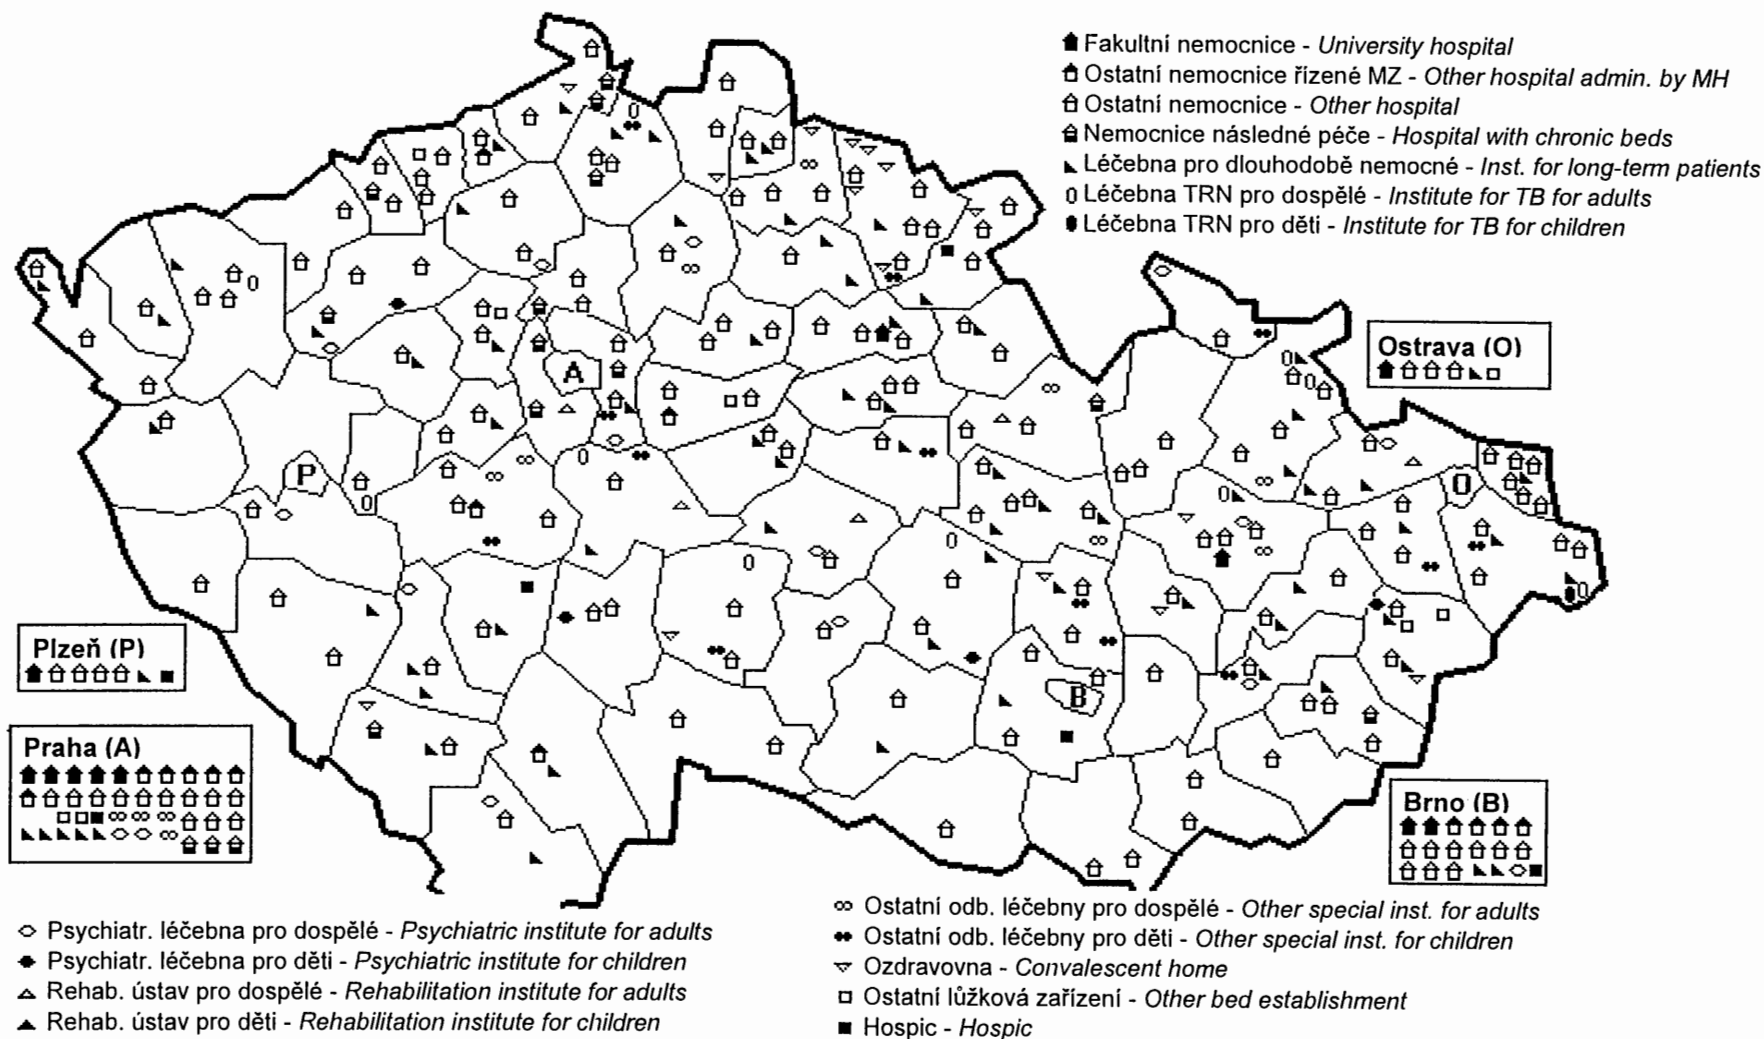 Fakultní nemocnice - University hospital
Ostatní nemocnice řízené MZ - Other hospital admin. by MH
Ostatní nemocnice - Other hospital
Nemocnice následné péče - Hospital with chronic beds
Léčebna pro dlouhodobě nemocné - Inst. for long-term patients
Léčebna TRN pro dospělé - Institute for TB for adults
Léčebna TRN pro děti - Institute for TB for children
Ostrava (O)
A
P
O
B
Plzeň (P)
Praha (A)
Brno (B)
Psychiatr. léčebna pro dospělé - Psychiatric institute for adults
Psychiatr. léčebna pro děti - Psychiatric institute for children
Rehab. ústav pro dospělé - Rehabilitation institute for adults
Rehab. ústav pro děti - Rehabilitation institute for children
Ostatní odb. léčebny pro dospělé - Other special inst. for adults
Ostatní odb. léčebny pro děti - Other special inst. for children
Ozdravovna - Convalescent home
Ostatní lůžková zařízení - Other bed establishment
Hospic - Hospic